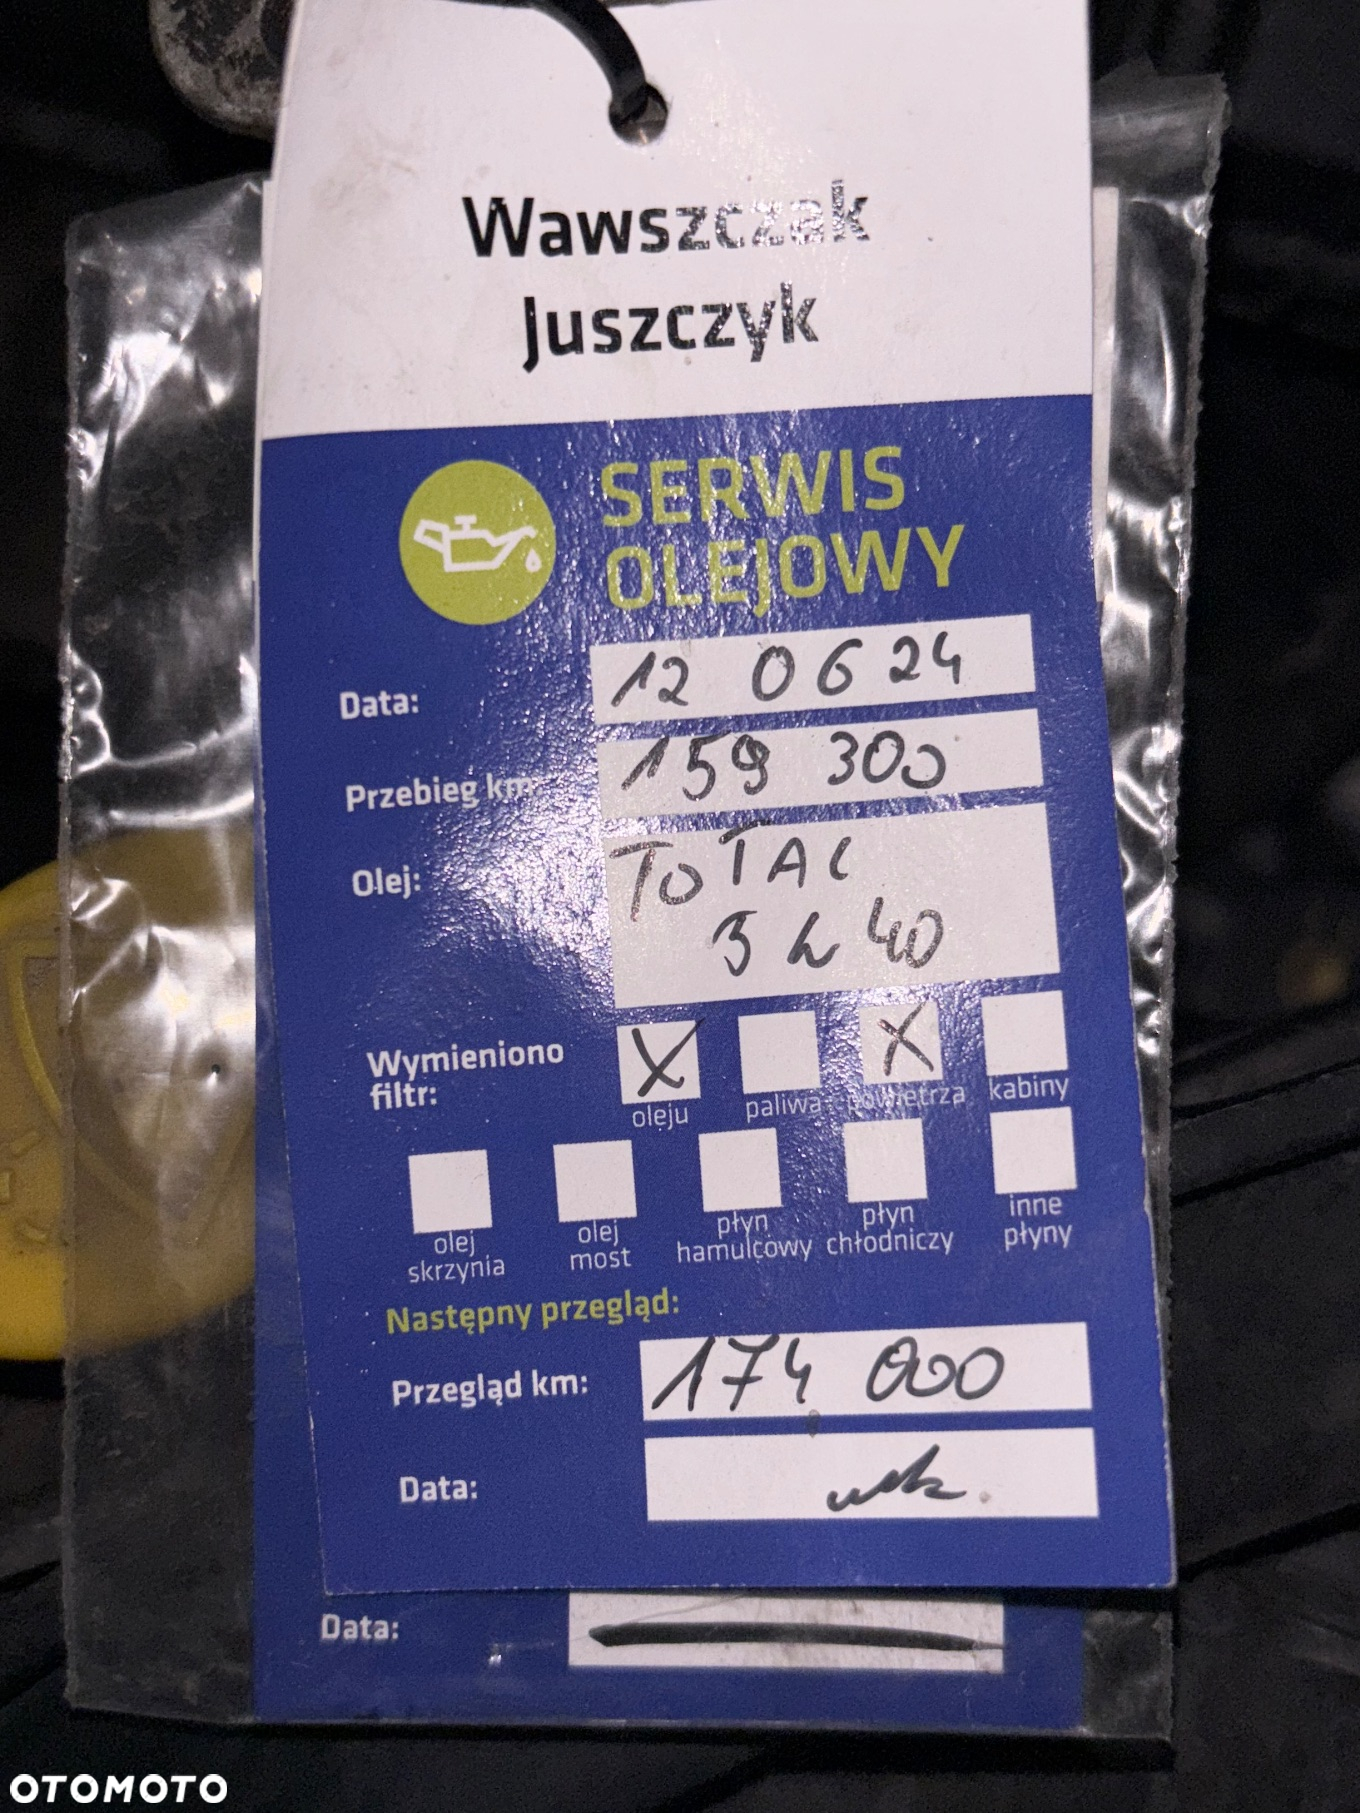 Wawszczak
Juszczyk
SERWIS
OLEJOWY
Data: 12 06 24
Przebieg km 159 300
Olej: TOTAL
5 W 40
Wymieniono
filtr:
X
X
oleju paliwa powietrza kabiny
olej
skrzynia
olej
most
płyn
hamulcowy
płyn
chłodniczy
inne
płyny
Następny przegląd:
Przegląd km: 174 000
Data:
Data:
OTOMOTO